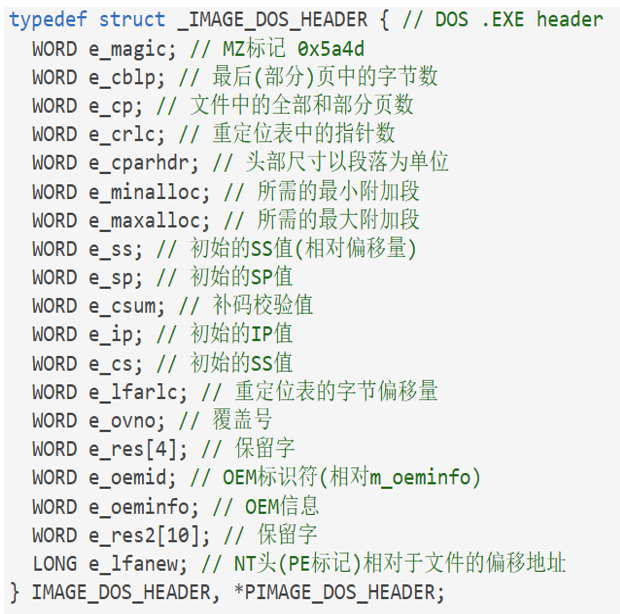 typedef struct _IMAGE_DOS_HEADER { // DOS .EXE header
WORD e_magic; // MZ标记 0x5a4d
WORD e_cblp; // 最后(部分)页中的字节数
WORD e_cp; // 文件中的全部和部分页数
WORD e_crlc; // 重定位表中的指针数
WORD e_cparhdr; // 头部尺寸以段落为单位
WORD e_minalloc; // 所需的最小附加段
WORD e_maxalloc; // 所需的最大附加段
WORD e_ss; // 初始的SS值(相对偏移量)
WORD e_sp; // 初始的SP值
WORD e_csum; // 补码校验值
WORD e_ip; // 初始的IP值
WORD e_cs; // 初始的SS值
WORD e_lfarlc; // 重定位表的字节偏移量
WORD e_ovno; // 覆盖号
WORD e_res[4]; // 保留字
WORD e_oemid; // OEM标识符(相对m_oeminfo)
WORD e_oeminfo; // OEM信息
WORD e_res2[10]; // 保留字
LONG e_lfanew; // NT头(PE标记)相对于文件的偏移地址
} IMAGE_DOS_HEADER, *PIMAGE_DOS_HEADER;